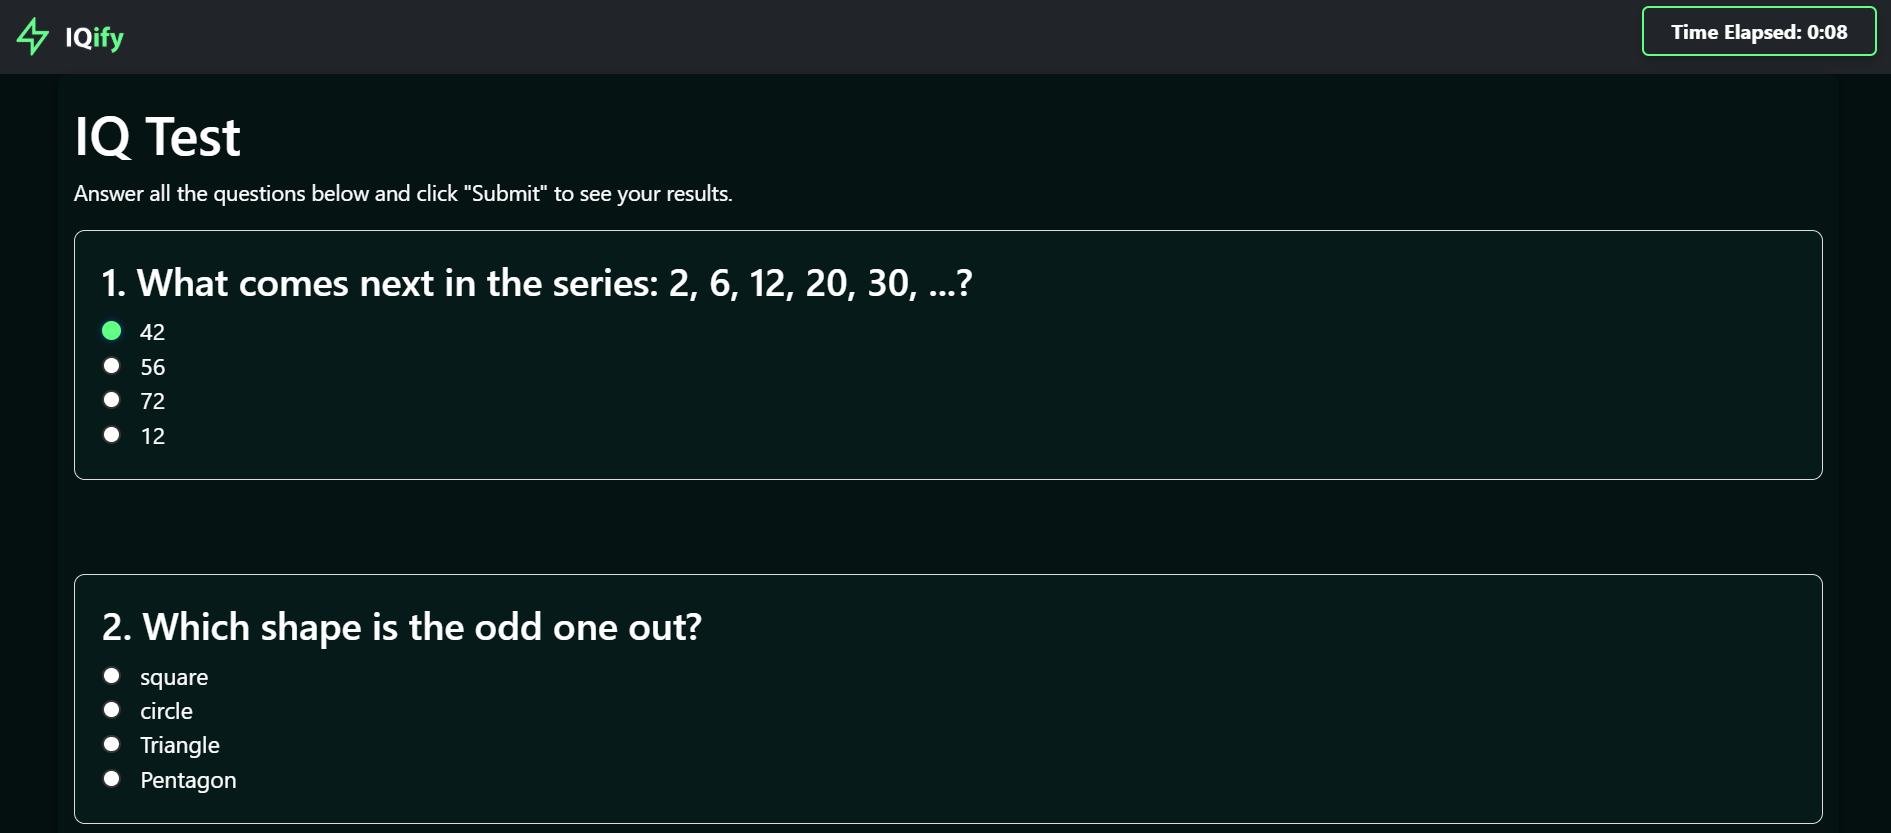 IQify
Time Elapsed: 0:08
IQ Test
Answer all the questions below and click "Submit" to see your results.
1. What comes next in the series: 2, 6, 12, 20, 30, ...?
42
56
72
12
2. Which shape is the odd one out?
square
circle
Triangle
Pentagon